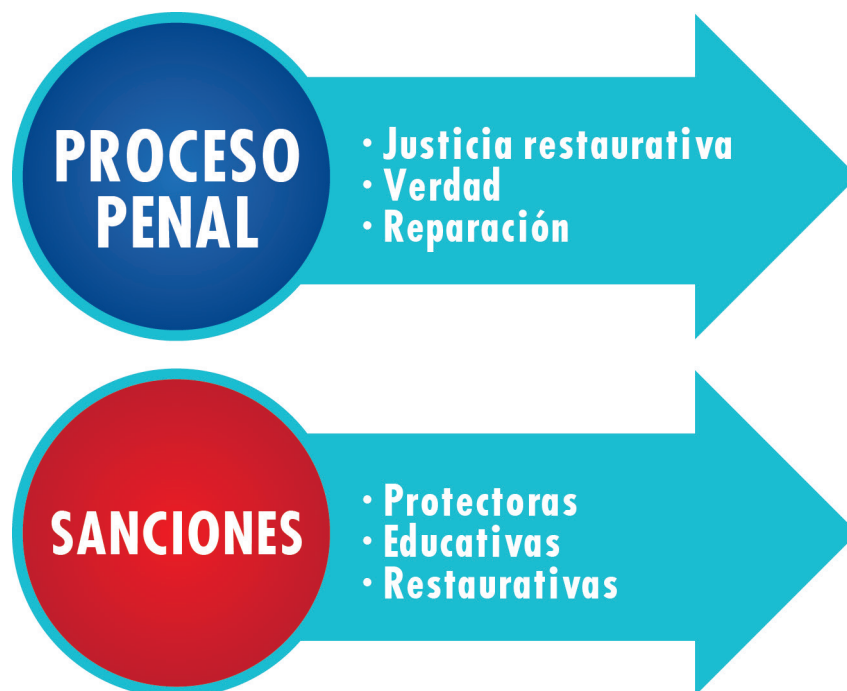 PROCESO
PENAL
· Justicia restaurativa
· Verdad
· Reparación
SANCIONES
· Protectoras
· Educativas
· Restaurativas